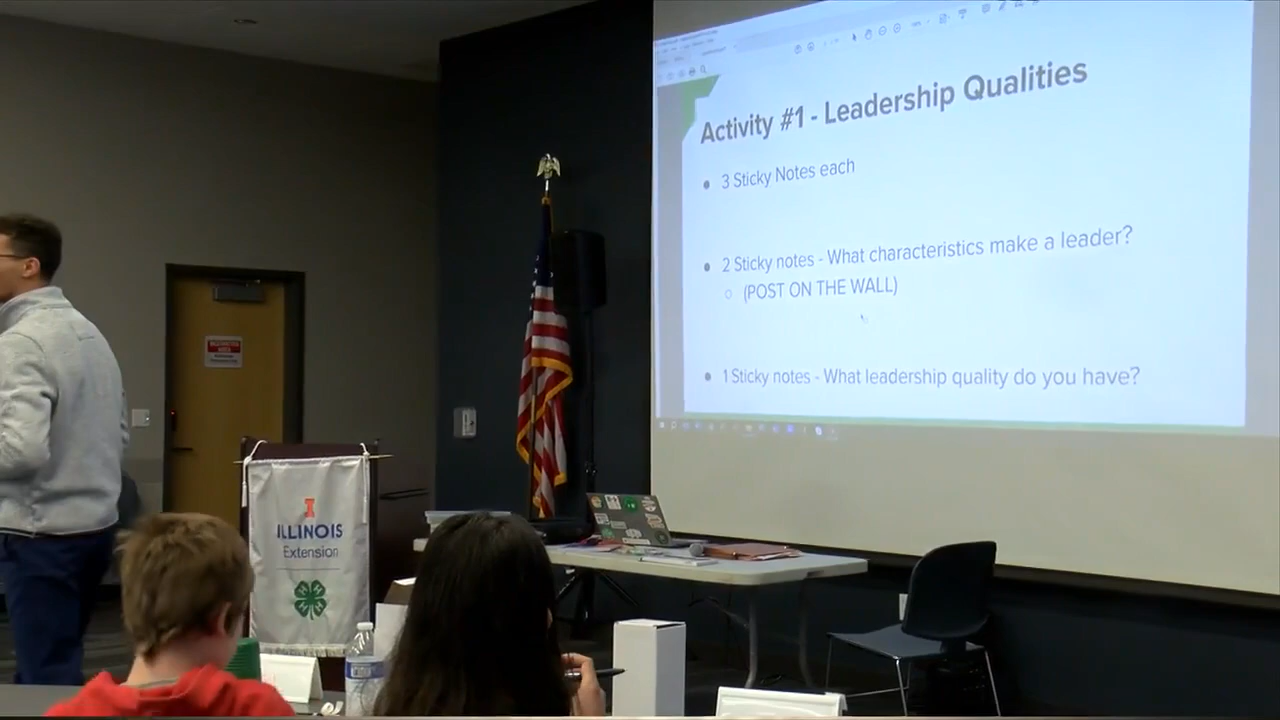 Activity #1 - Leadership Qualities
3 Sticky Notes each
2 Sticky notes - What characteristics make a leader?
(POST ON THE WALL)
1 Sticky notes - What leadership quality do you have?
I
ILLINOIS
Extension
H H H H